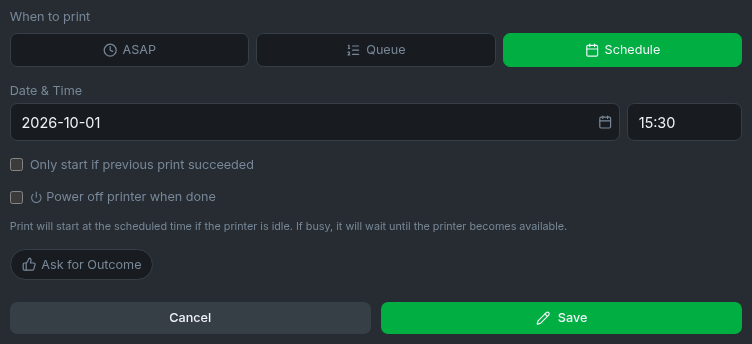 When to print
ASAP
Queue
Schedule
Date & Time
2026-10-01
15:30
Only start if previous print succeeded
Power off printer when done
Print will start at the scheduled time if the printer is idle. If busy, it will wait until the printer becomes available.
Ask for Outcome
Cancel
Save